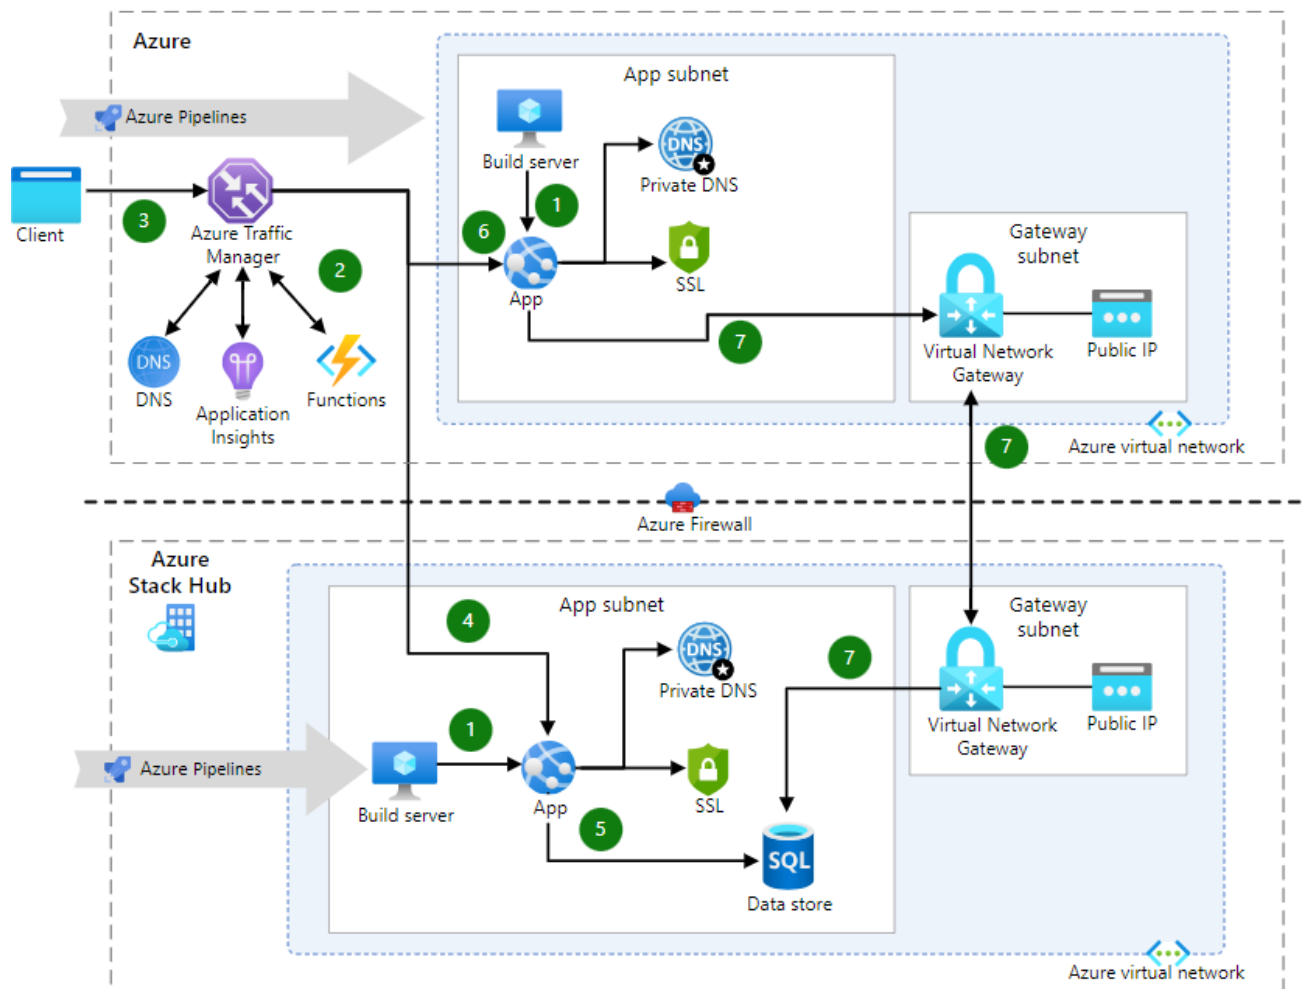 Azure
App subnet
Azure Pipelines
Build server
DNS
Private DNS
1
3
Client
Azure Traffic
Manager
2
6
App
SSL
Gateway
subnet
7
Virtual Network
Gateway
Public IP
DNS
DNS
Application
Insights
Functions
7
Azure virtual network
Azure Firewall
Azure
Stack Hub
App subnet
Gateway
subnet
4
DNS
Private DNS
7
Virtual Network
Gateway
Public IP
1
Azure Pipelines
Build server
App
SSL
5
SQL
Data store
Azure virtual network